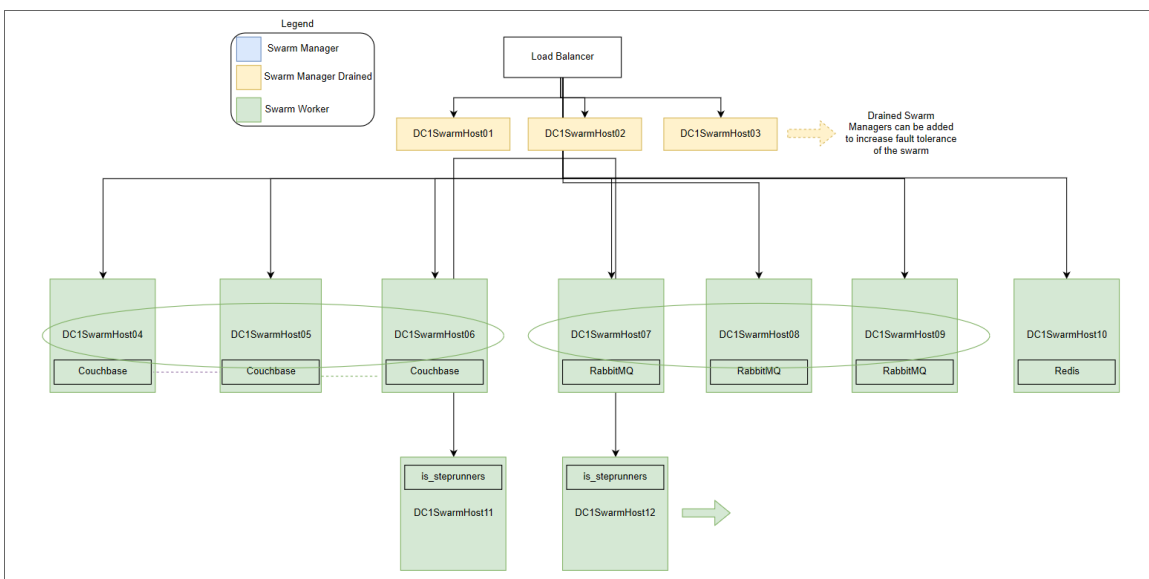 Legend
Swarm Manager
Swarm Manager Drained
Swarm Worker
Load Balancer
DC1SwarmHost01
DC1SwarmHost02
DC1SwarmHost03
Drained Swarm
Managers can be added
to increase fault tolerance
of the swarm
DC1SwarmHost04
DC1SwarmHost05
DC1SwarmHost06
DC1SwarmHost07
DC1SwarmHost08
DC1SwarmHost09
DC1SwarmHost10
Couchbase
Couchbase
Couchbase
RabbitMQ
RabbitMQ
RabbitMQ
Redis
is_steprunners
is_steprunners
DC1SwarmHost11
DC1SwarmHost12